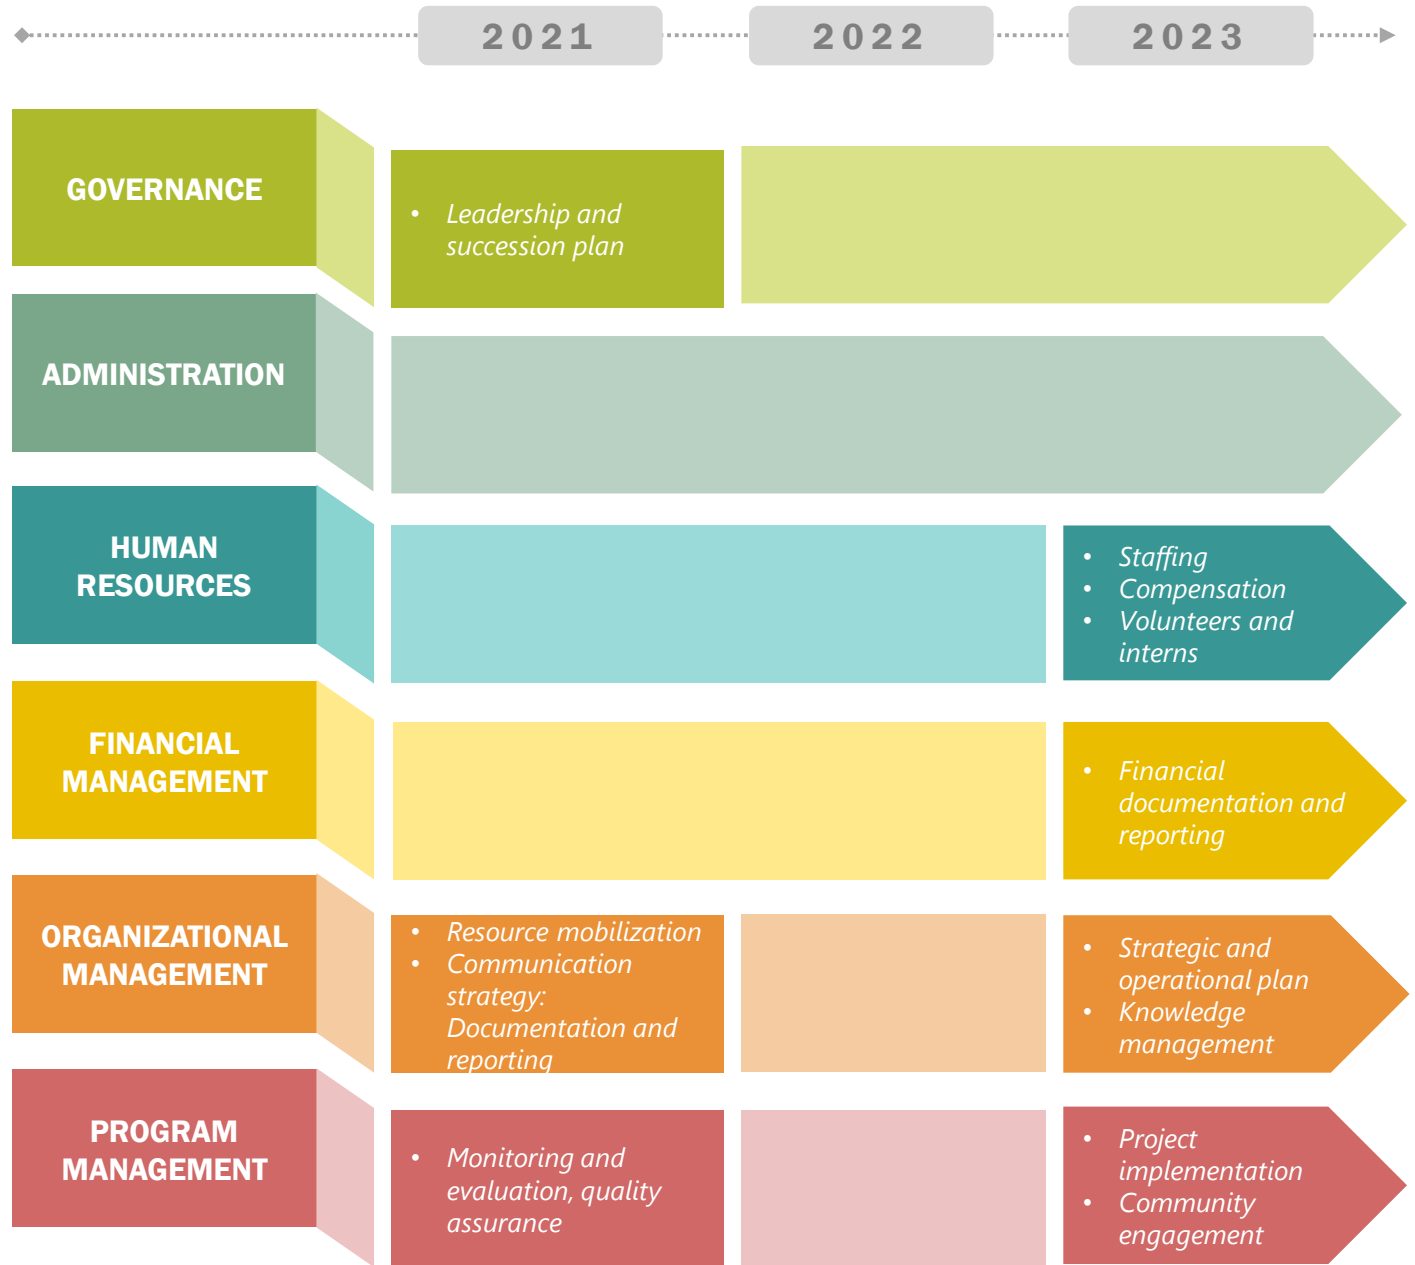 2021
2022
2023
GOVERNANCE
• Leadership and
succession plan
ADMINISTRATION
HUMAN
RESOURCES
• Staffing
• Compensation
• Volunteers and
interns
FINANCIAL
MANAGEMENT
• Financial
documentation and
reporting
ORGANIZATIONAL
MANAGEMENT
• Resource mobilization
• Communication
strategy:
Documentation and
reporting
• Strategic and
operational plan
• Knowledge
management
PROGRAM
MANAGEMENT
• Monitoring and
evaluation, quality
assurance
• Project
implementation
• Community
engagement